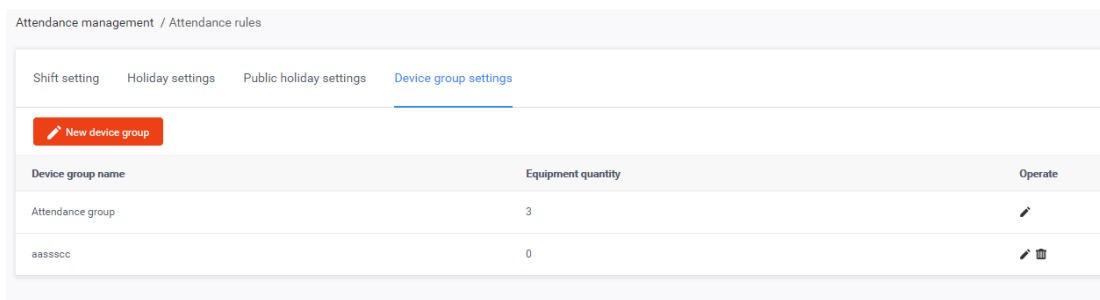 Attendance management / Attendance rules
Shift setting Holiday settings Public holiday settings Device group settings
New device group
Device group name Equipment quantity Operate
Attendance group 3
aassscc 0